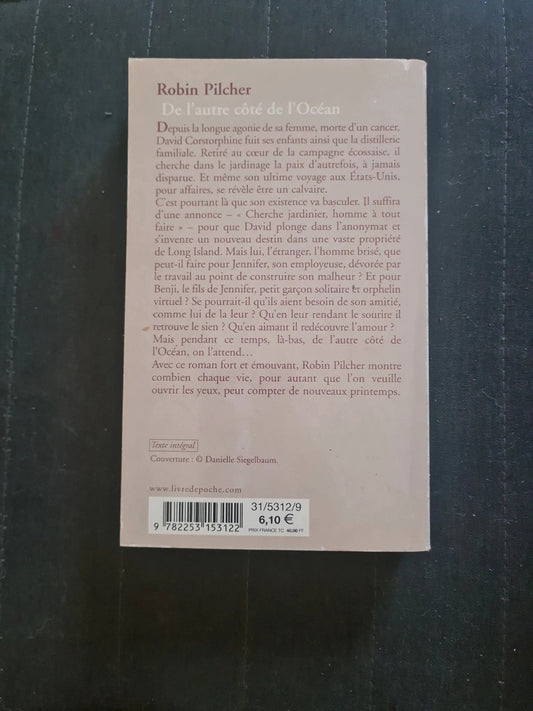 Robin Pilcher
De l'autre côté de l'Océan
Depuis la longue agonie de sa femme, morte d'un cancer,
David Corstorphine fuit ses enfants ainsi que la distillerie
familiale. Retiré au cœur de la campagne écossaise, il
cherche dans le jardinage la paix d'autrefois, à jamais
disparue. Et même son ultime voyage aux États-Unis,
pour affaires, se révèle être un calvaire.
C'est pourtant là que son existence va basculer. Il suffira
d'une annonce – « Cherche jardinier, homme à tout
faire » – pour que David plonge dans l'anonymat et
s'invente un nouveau destin dans une vaste propriété
de Long Island. Mais lui, l'étranger, l'homme brisé, que
peut-il faire pour Jennifer, son employeuse, dévorée par
le travail au point de construire son malheur ? Et pour
Benji, le fils de Jennifer, petit garçon solitaire et orphelin
virtuel ? Se pourrait-il qu'ils aient besoin de son amitié,
comme lui de la leur ? Qu'en leur rendant le sourire il
retrouve le sien ? Qu'en aimant il redécouvre l'amour ?
Mais pendant ce temps, là-bas, de l'autre côté de
l'Océan, on l'attend...
Avec ce roman fort et émouvant, Robin Pilcher montre
combien chaque vie, pour autant que l'on veuille
ouvrir les yeux, peut compter de nouveaux printemps.
Texte intégral
Couverture : © Danielle Siegelbaum.
www.livredepoche.com
31/5312/9
6,10 €
PRIX FRANCE TC 40,00 FF
9 782253 153122